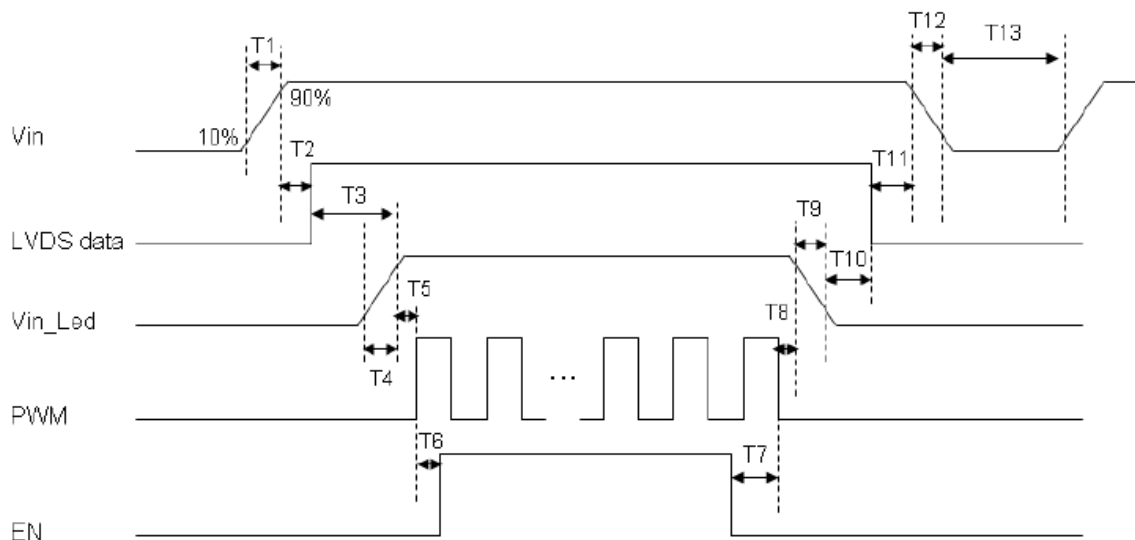 T1
T12
T13
90%
Vin
10%
T2
T11
T3
T9
LVDS data
T10
T5
Vin_Led
T8
T4
...
PWM
T6
T7
EN